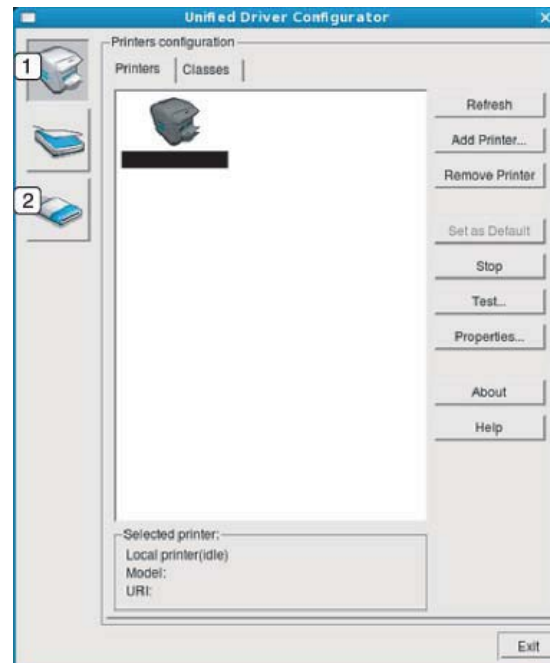 Unified Driver Configurator
1
2
Printers configuration
Printers
Classes
Refresh
Add Printer...
Remove Printer
Set as Default
Stop
Test...
Properties...
About
Help
Selected printer:
Local printer(idle)
Model:
URI:
Exit